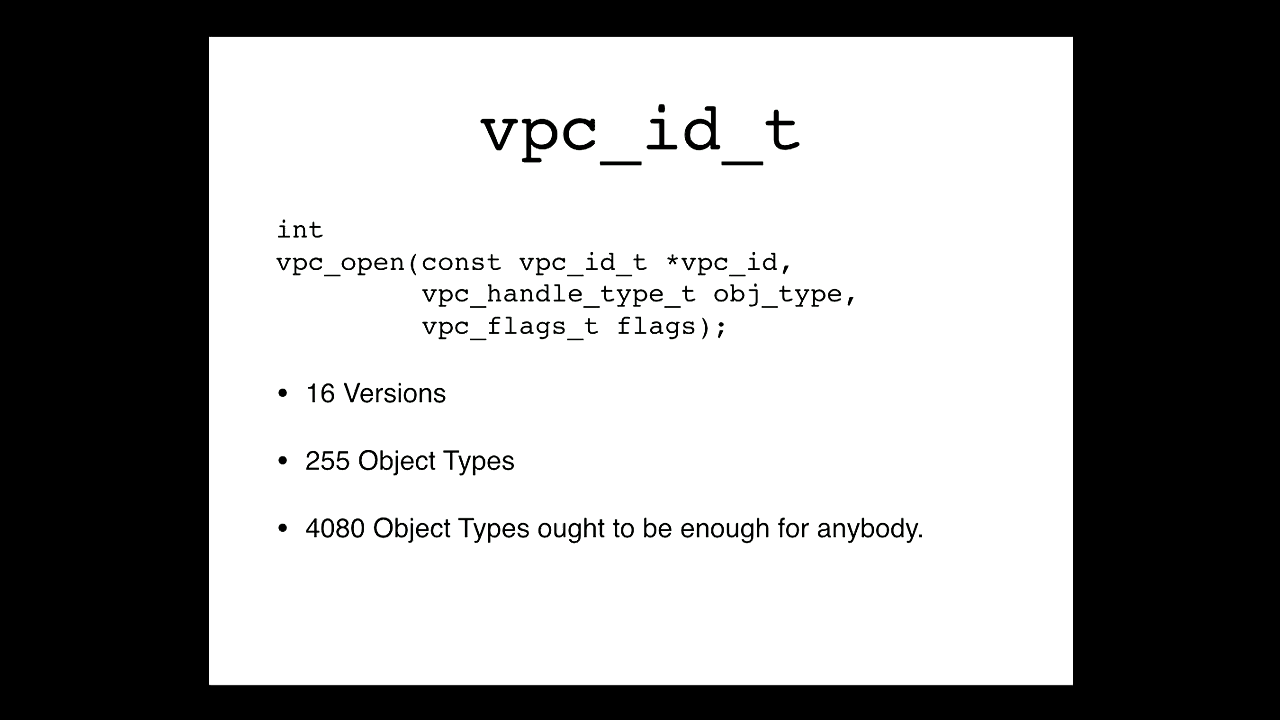 vpc_id_t
int
vpc_open(const vpc_id_t *vpc_id,
         vpc_handle_type_t obj_type,
         vpc_flags_t flags);
• 16 Versions
• 255 Object Types
• 4080 Object Types ought to be enough for anybody.